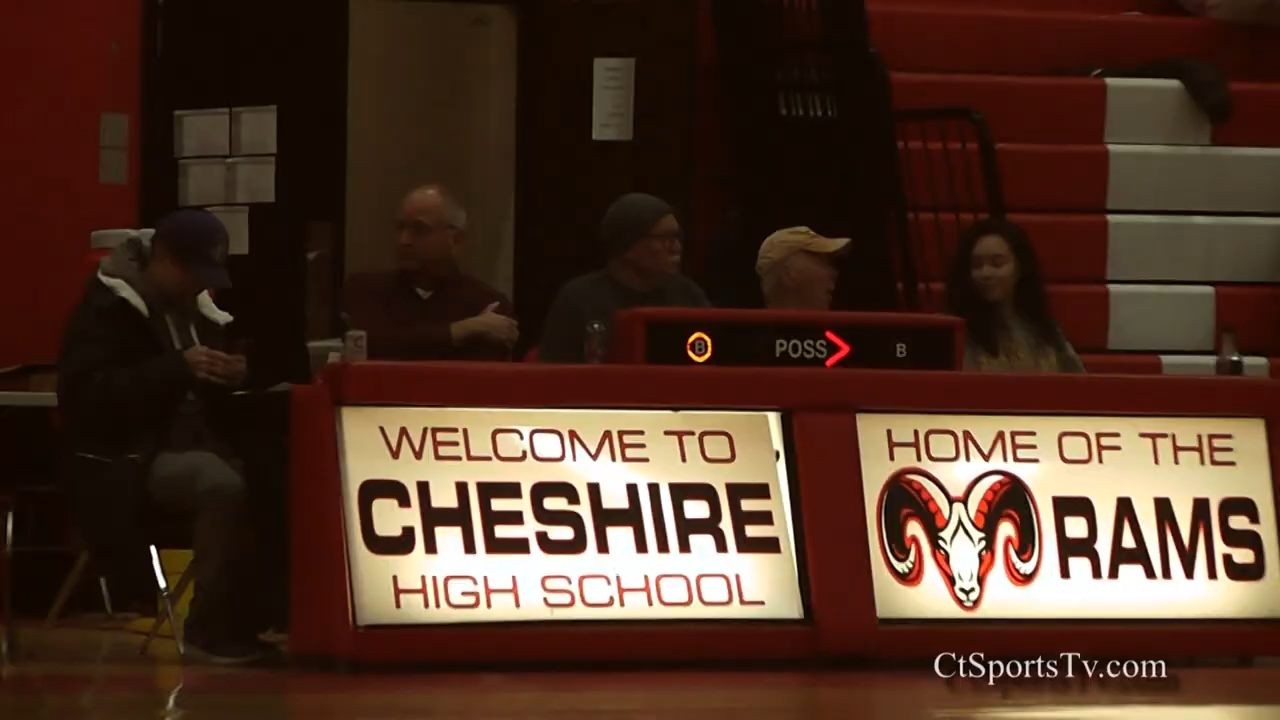 B POSS B
WELCOME TO
CHESHIRE
HIGH SCHOOL
HOME OF THE
RAMS
CtSportsTv.com